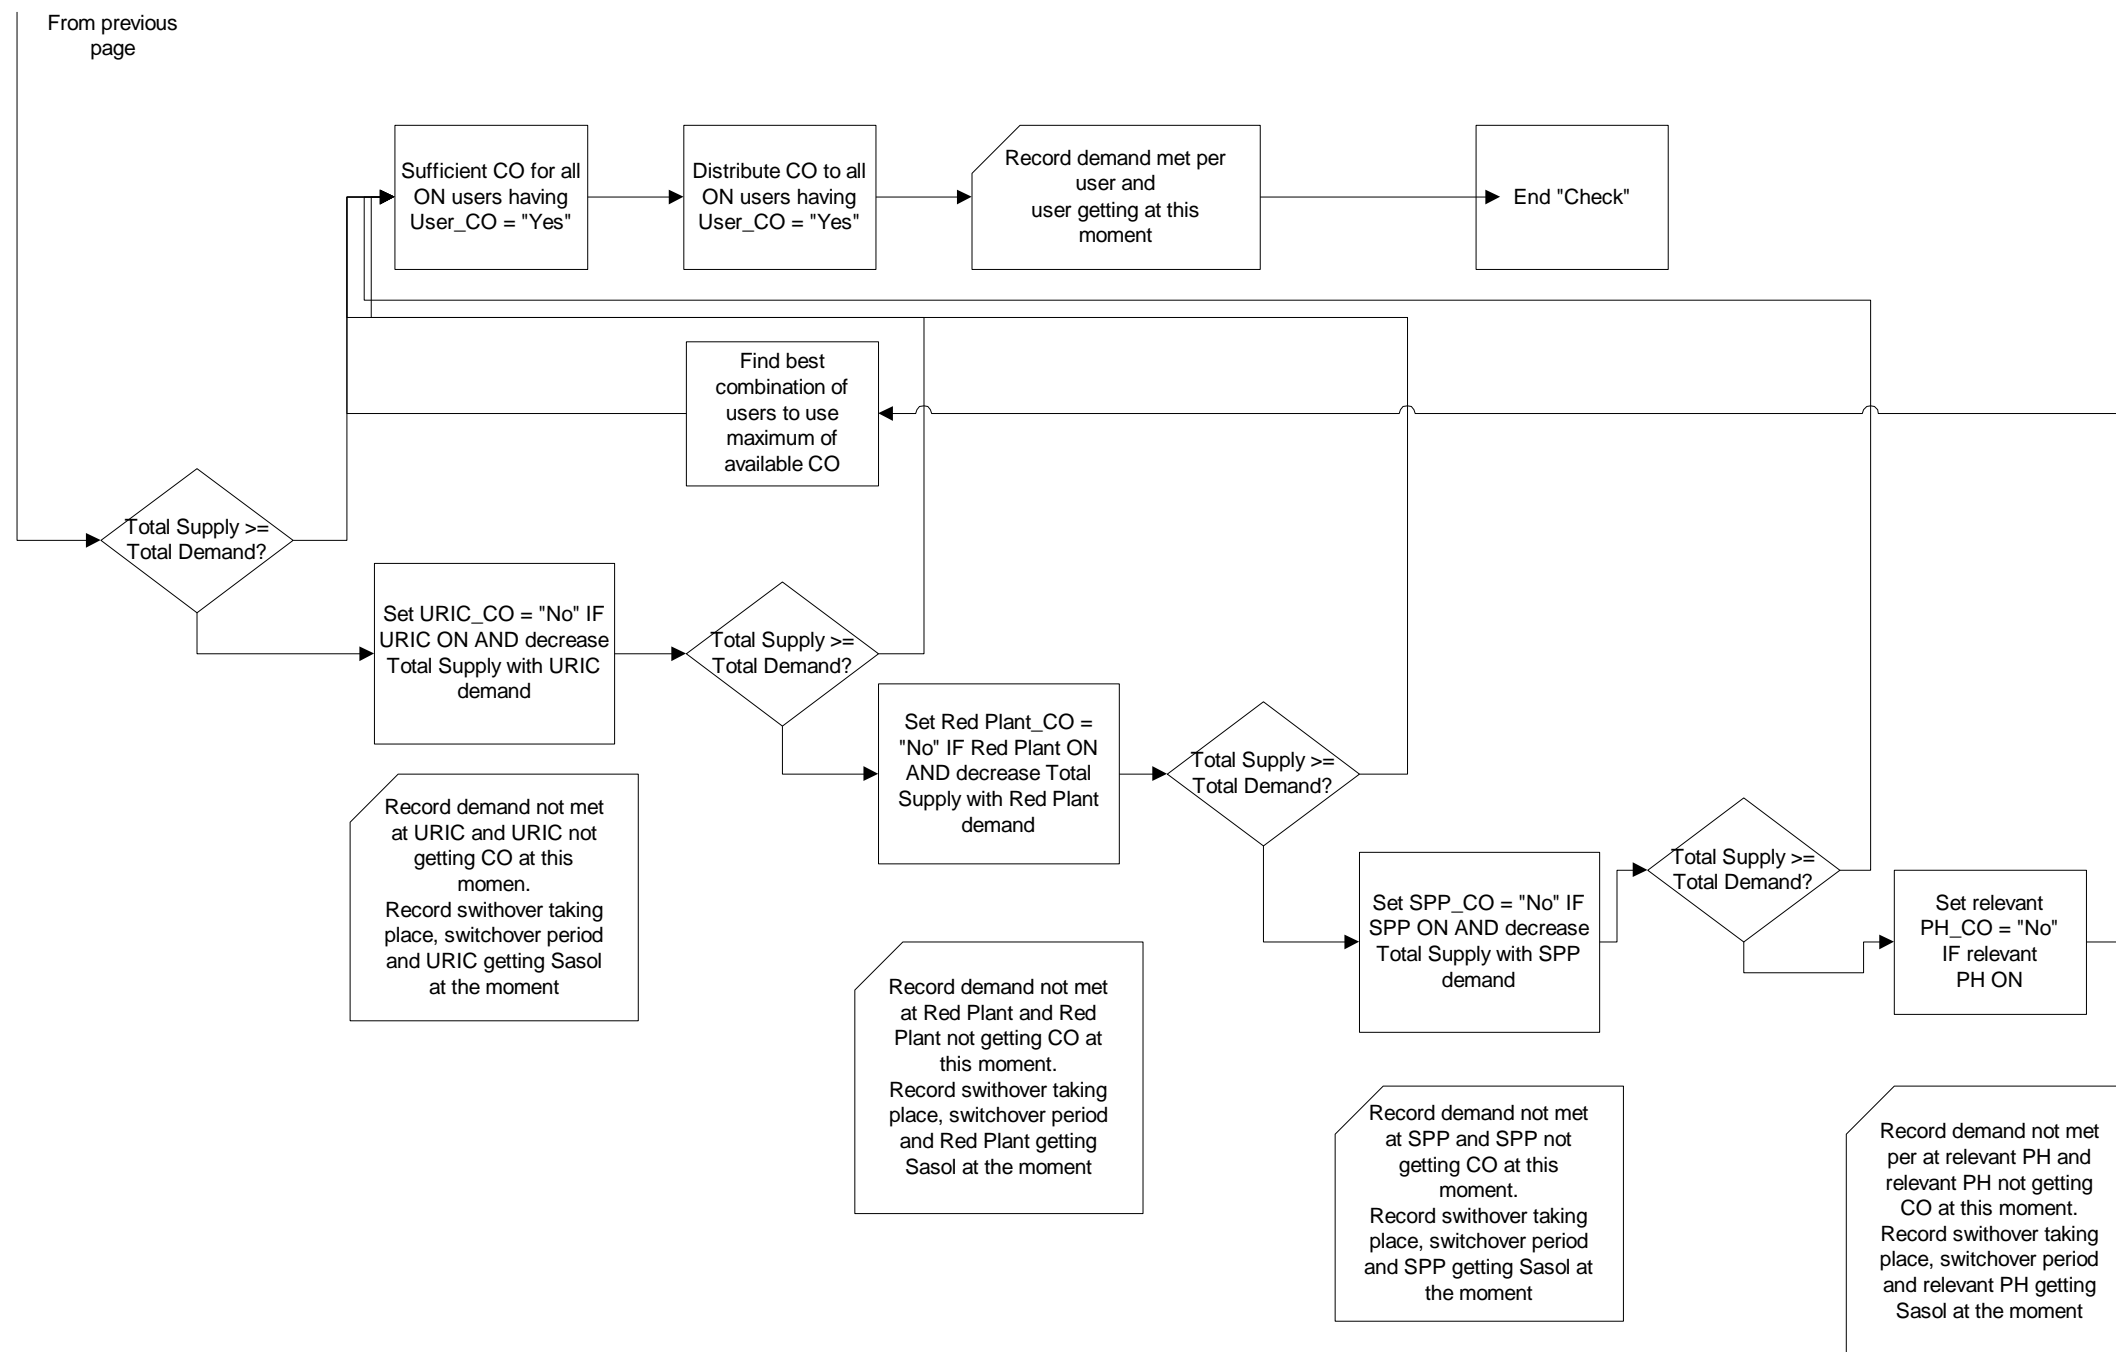 From previous
page
Sufficient CO for all
ON users having
User_CO = "Yes"
Distribute CO to all
ON users having
User_CO = "Yes"
Record demand met per
user and
user getting at this
moment
End "Check"
Find best
combination of
users to use
maximum of
available CO
Total Supply >=
Total Demand?
Set URIC_CO = "No" IF
URIC ON AND decrease
Total Supply with URIC
demand
Total Supply >=
Total Demand?
Set Red Plant_CO =
"No" IF Red Plant ON
AND decrease Total
Supply with Red Plant
demand
Total Supply >=
Total Demand?
Set SPP_CO = "No" IF
SPP ON AND decrease
Total Supply with SPP
demand
Total Supply >=
Total Demand?
Set relevant
PH_CO = "No"
IF relevant
PH ON
Record demand not met
at URIC and URIC not
getting CO at this
momen.
Record swithover taking
place, switchover period
and URIC getting Sasol
at the moment
Record demand not met
at Red Plant and Red
Plant not getting CO at
this moment.
Record swithover taking
place, switchover period
and Red Plant getting
Sasol at the moment
Record demand not met
at SPP and SPP not
getting CO at this
moment.
Record swithover taking
place, switchover period
and SPP getting Sasol at
the moment
Record demand not met
per at relevant PH and
relevant PH not getting
CO at this moment.
Record swithover taking
place, switchover period
and relevant PH getting
Sasol at the moment